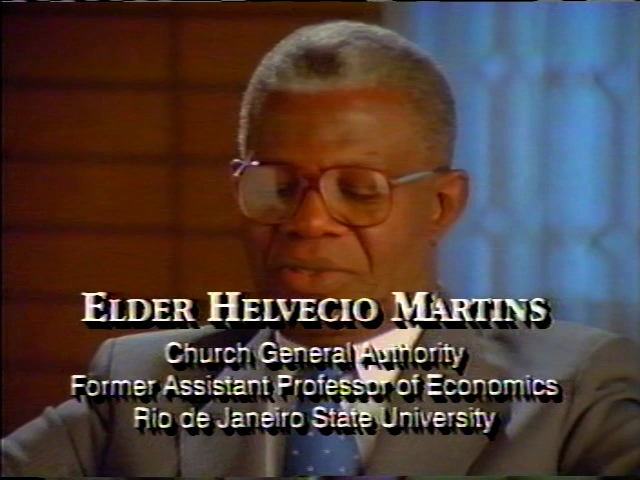 ELDER HELVECIO MARTINS
Church General Authority
Former Assistant Professor of Economics
Rio de Janeiro State University